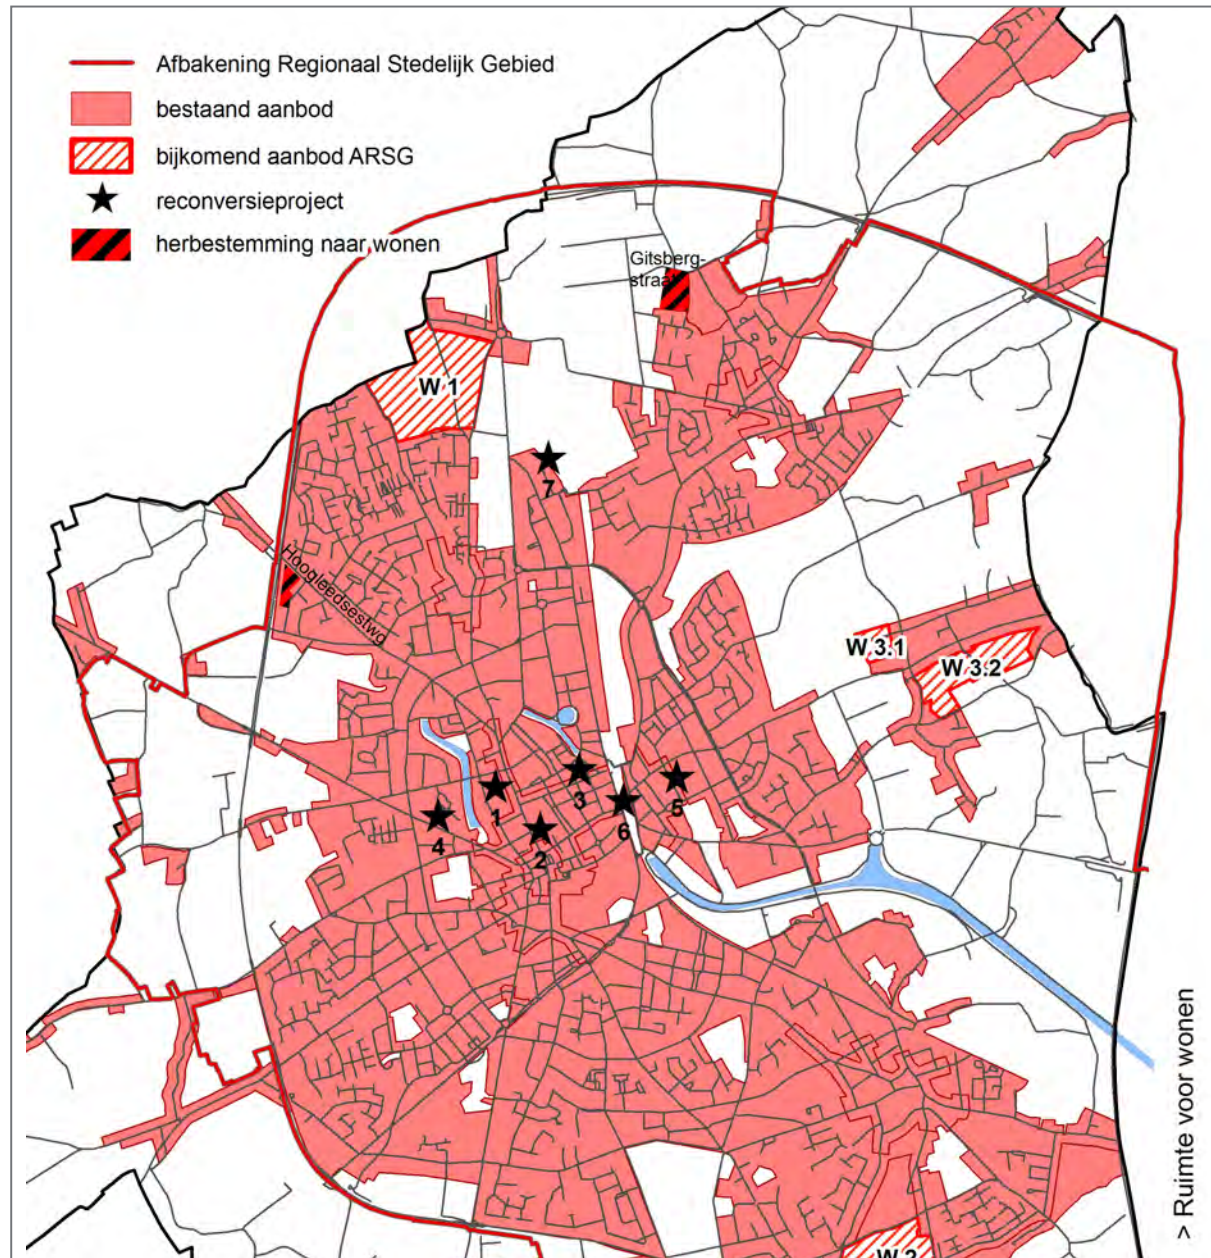 Afbakening Regionaal Stedelijk Gebied
bestaand aanbod
bijkomend aanbod ARSG
reconversieproject
herbestemming naar wonen
Gitsberg-
straat
W 1
7
Hoogleedsestwg
W 3.1
W 3.2
1
2
3
4
5
6
W 2
> Ruimte voor wonen